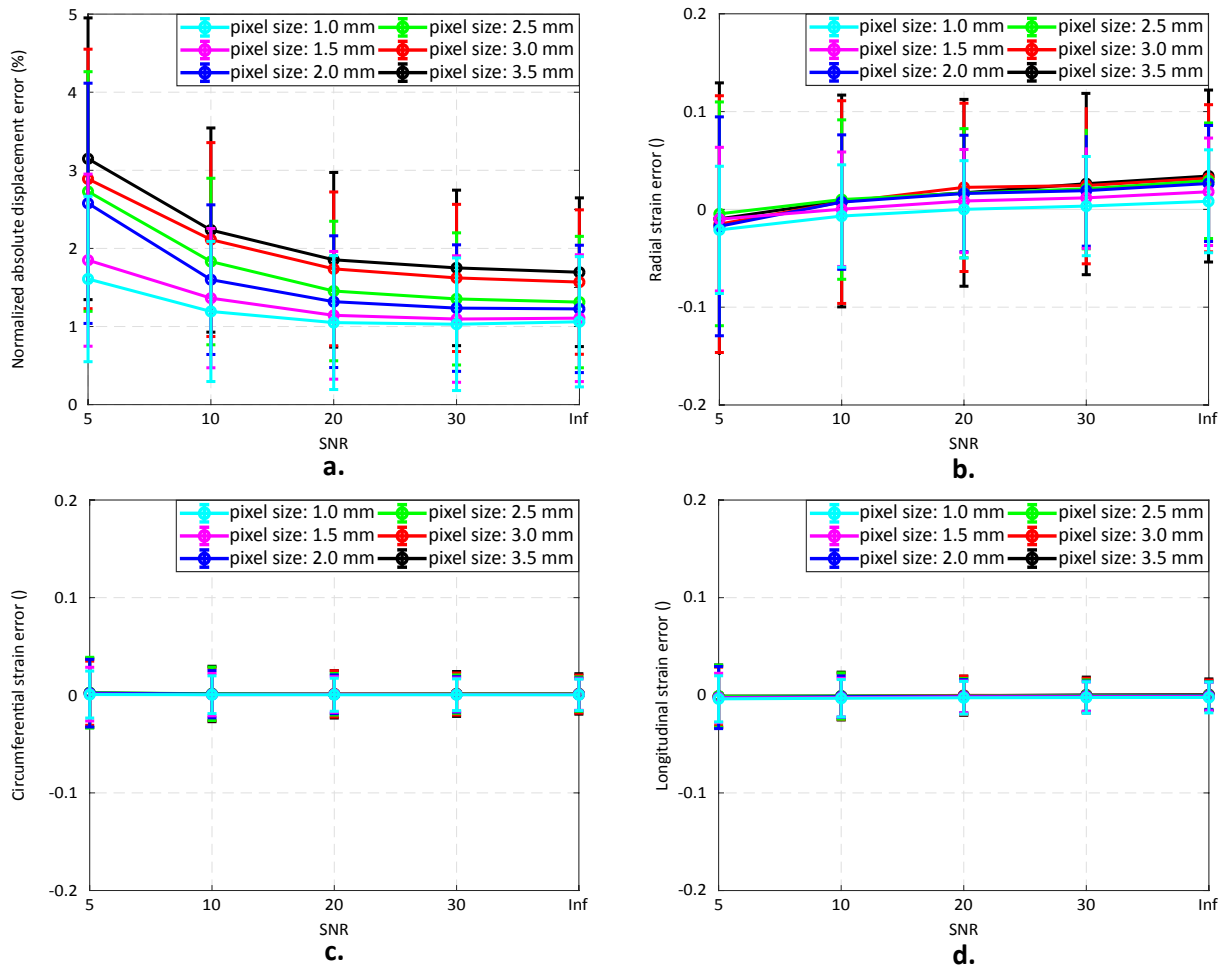 5
4
3
2
1
0
Normalized absolute displacement error (%)
pixel size: 1.0 mm pixel size: 2.5 mm
pixel size: 1.5 mm pixel size: 3.0 mm
pixel size: 2.0 mm pixel size: 3.5 mm
5 10 20 30 Inf
SNR
a.
0.2
0.1
0
-0.1
-0.2
Radial strain error ()
pixel size: 1.0 mm pixel size: 2.5 mm
pixel size: 1.5 mm pixel size: 3.0 mm
pixel size: 2.0 mm pixel size: 3.5 mm
5 10 20 30 Inf
SNR
b.
0.2
0.1
0
-0.1
-0.2
Circumferential strain error ()
pixel size: 1.0 mm pixel size: 2.5 mm
pixel size: 1.5 mm pixel size: 3.0 mm
pixel size: 2.0 mm pixel size: 3.5 mm
5 10 20 30 Inf
SNR
c.
0.2
0.1
0
-0.1
-0.2
Longitudinal strain error ()
pixel size: 1.0 mm pixel size: 2.5 mm
pixel size: 1.5 mm pixel size: 3.0 mm
pixel size: 2.0 mm pixel size: 3.5 mm
5 10 20 30 Inf
SNR
d.